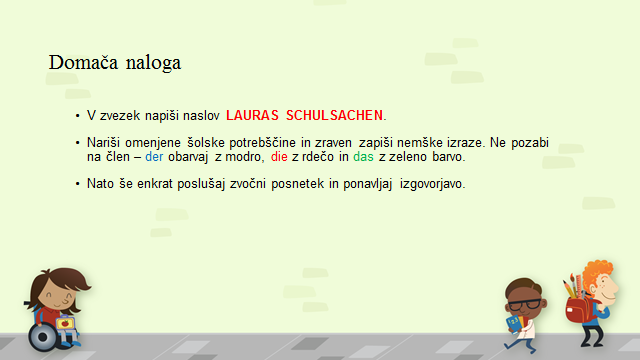 Domača naloga
• V zvezek napiši naslov LAURAS SCHULSACHEN.
• Nariši omenjene šolske potrebščine in zraven zapiši nemške izraze. Ne pozabi
na člen – der obarvaj z modro, die z rdečo in das z zeleno barvo.
• Nato še enkrat poslušaj zvočni posnetek in ponavljaj izgovorjavo.